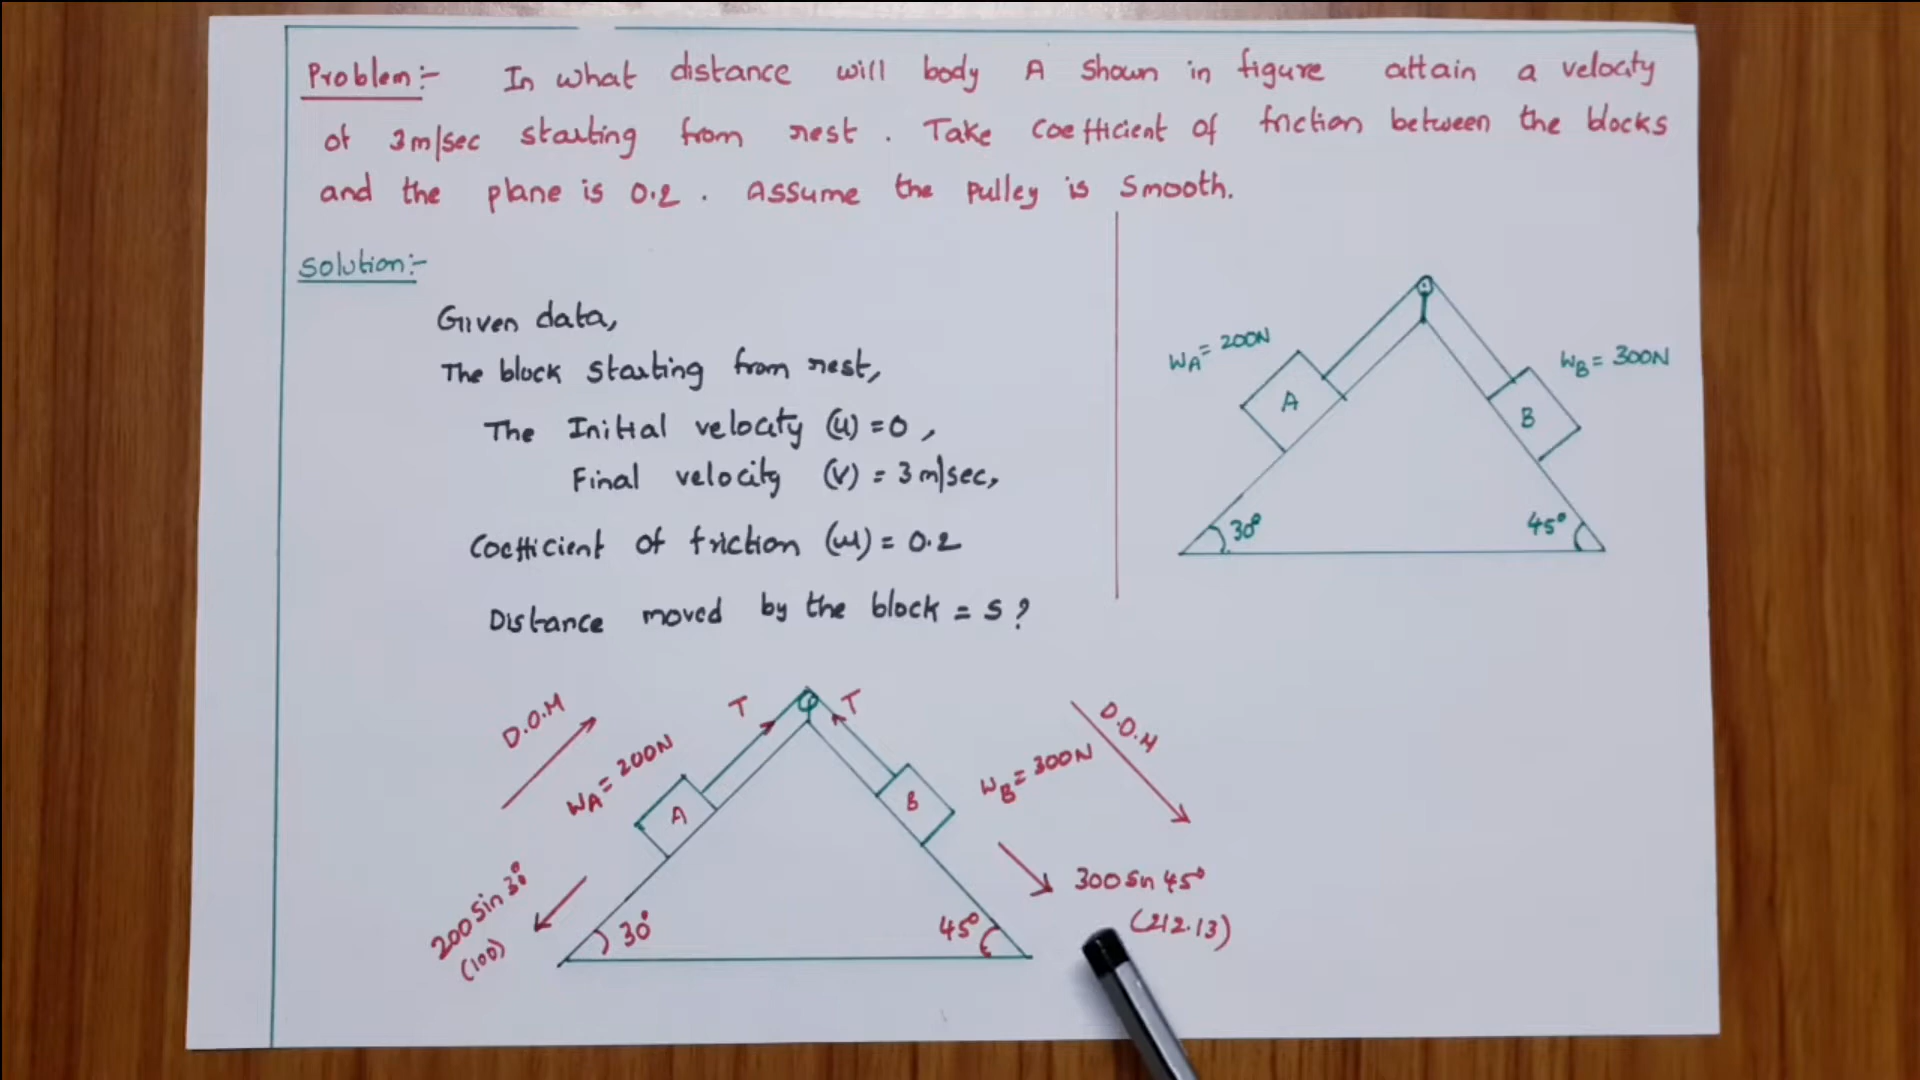 Problem:- In what distance will body A shown in figure attain a velocity
of 3m/sec starting from rest. Take coefficient of friction between the blocks
and the plane is 0.2. Assume the pulley is smooth.
Solution:-
Given data,
The block starting from rest,
The Initial velocity (u) = 0,
Final velocity (v) = 3 m/sec,
Coefficient of friction (μ) = 0.2
Distance moved by the block = S?
WA = 200N
WB = 300N
A
B
30°
45°
D.O.M
T
T
D.O.M
WA = 200N
WB = 300N
A
B
200 Sin 30°
(100)
300 Sin 45°
(212.13)
30°
45°